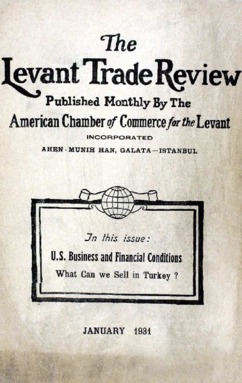 The
Levant Trade Review
Published Monthly By The
American Chamber of Commerce for the Levant
INCORPORATED
AHEN-MUNIH HAN, GALATA—ISTANBUL
In this issue:
U.S. Business and Financial Conditions
What Can we Sell in Turkey ?
JANUARY 1931